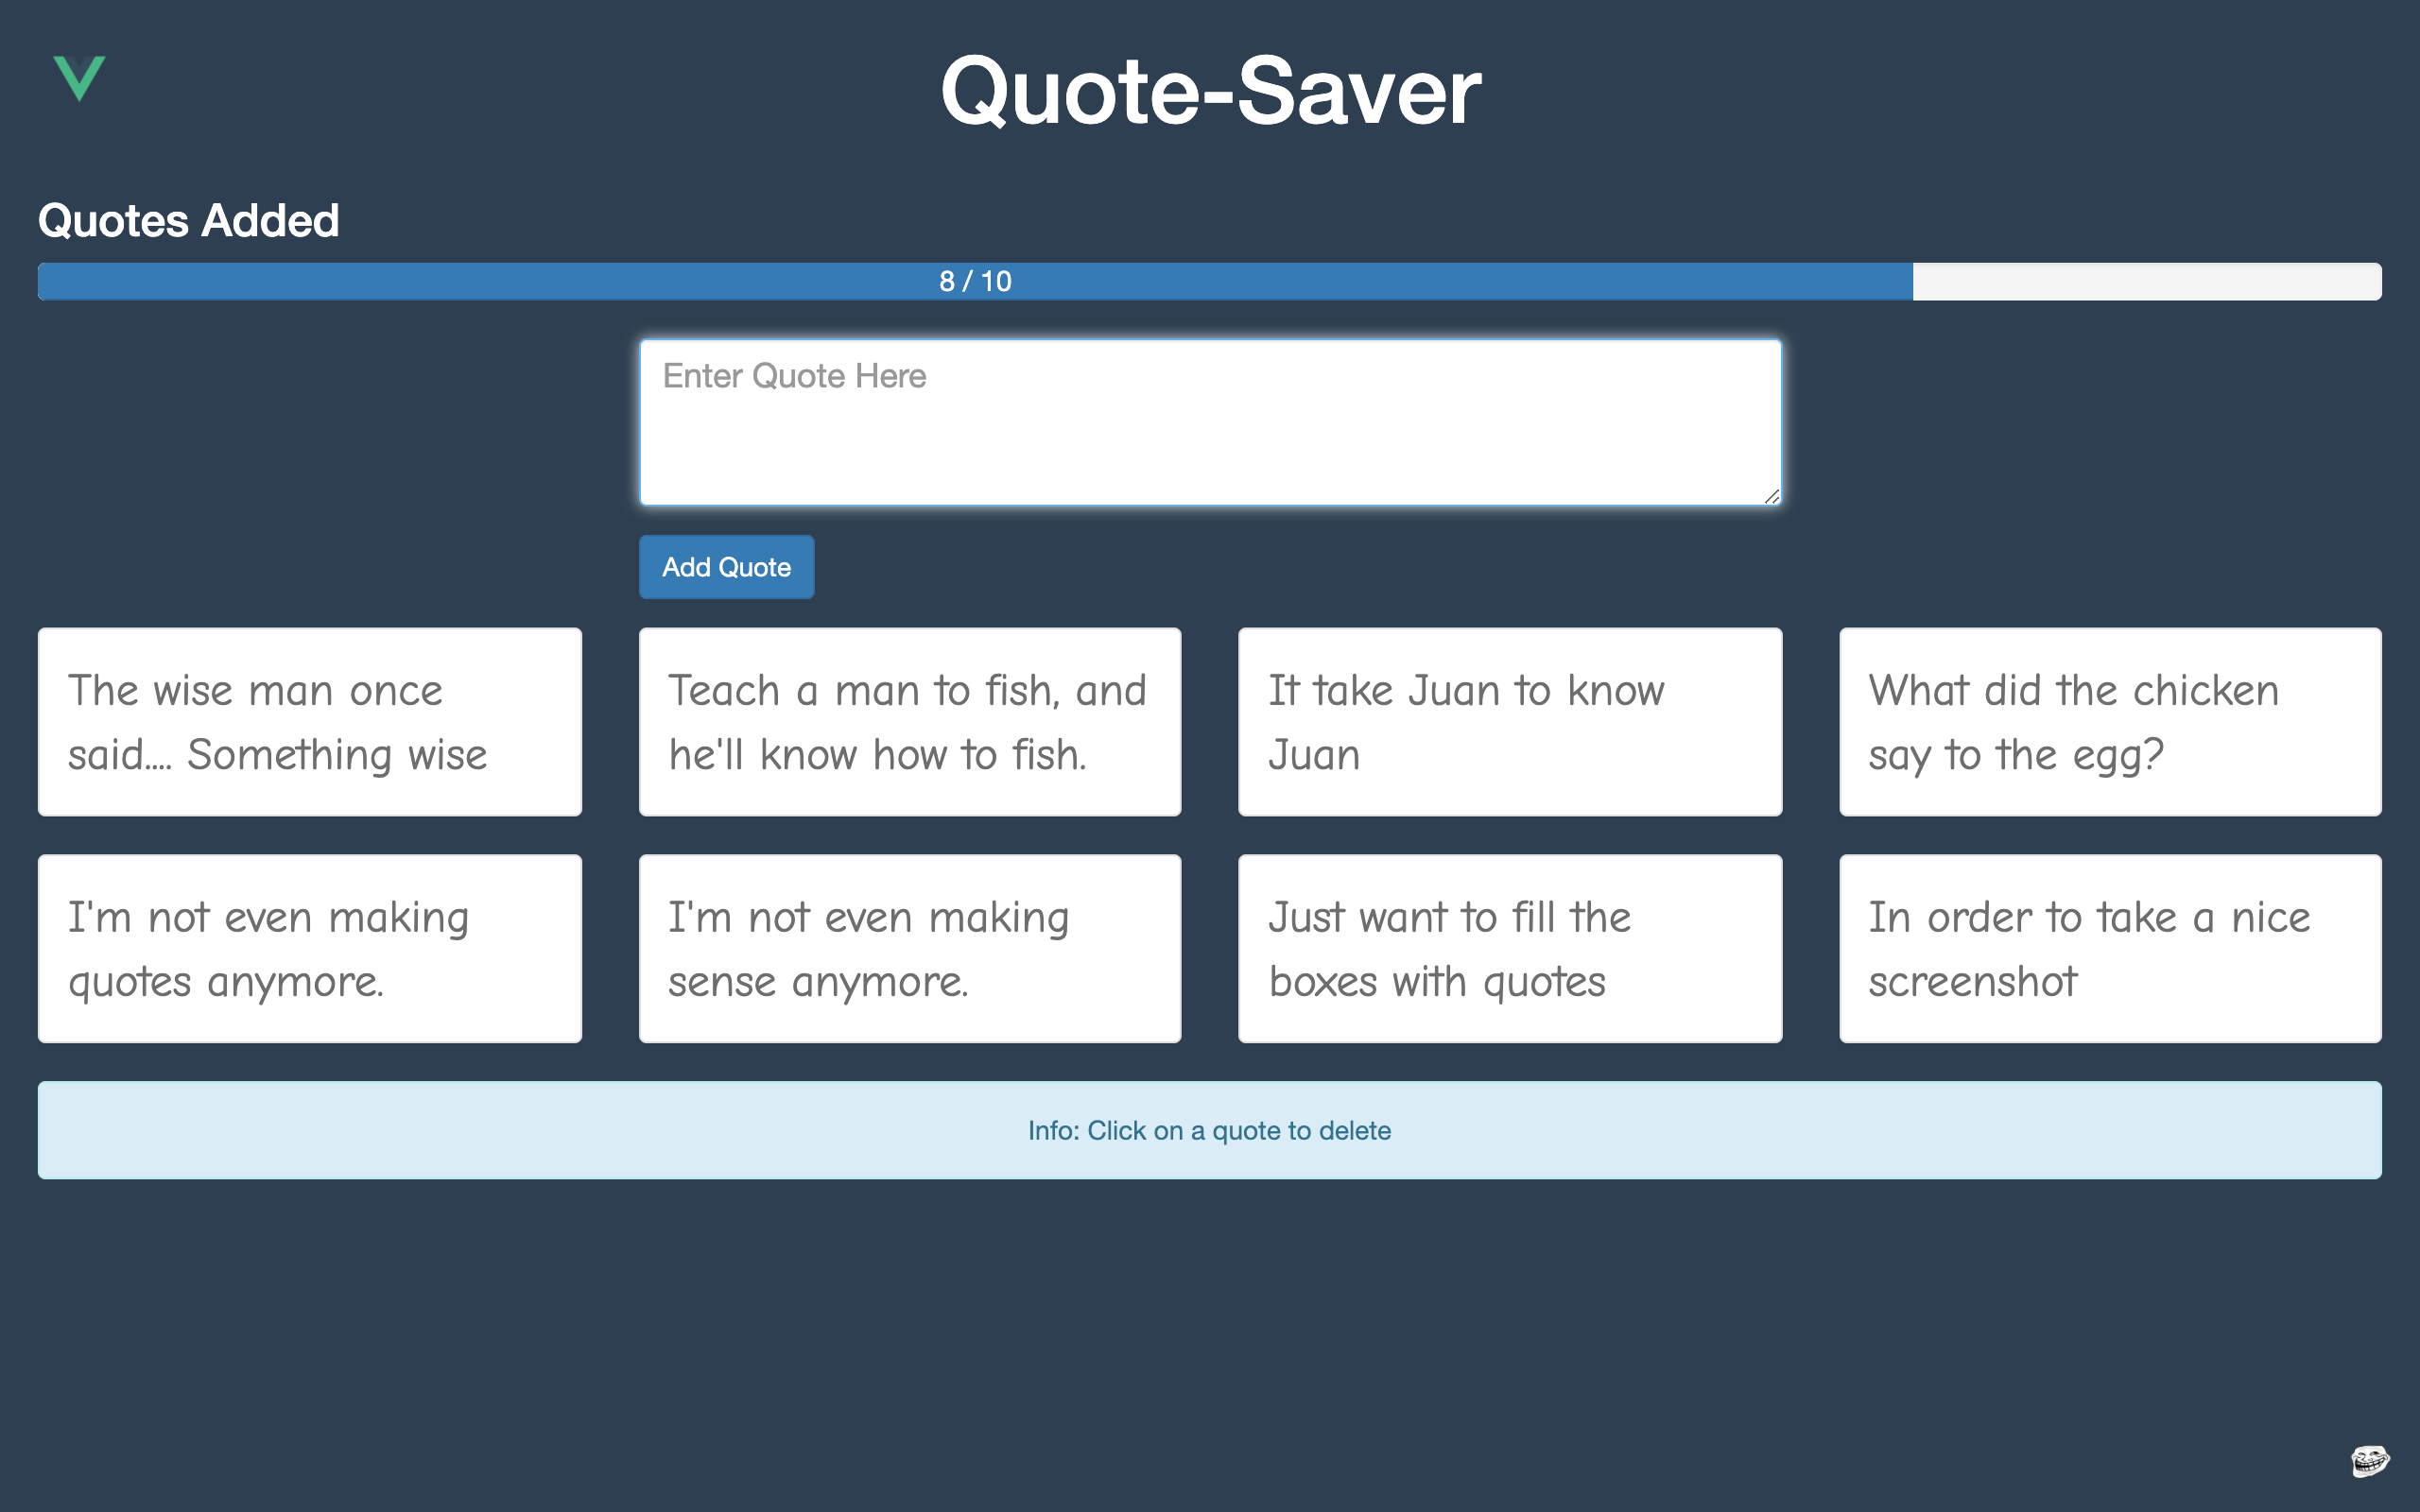 Quote-Saver
Quotes Added
8 / 10
Enter Quote Here
Add Quote
The wise man once
said.... Something wise
Teach a man to fish, and
he'll know how to fish.
It take Juan to know
Juan
What did the chicken
say to the egg?
I'm not even making
quotes anymore.
I'm not even making
sense anymore.
Just want to fill the
boxes with quotes
In order to take a nice
screenshot
Info: Click on a quote to delete